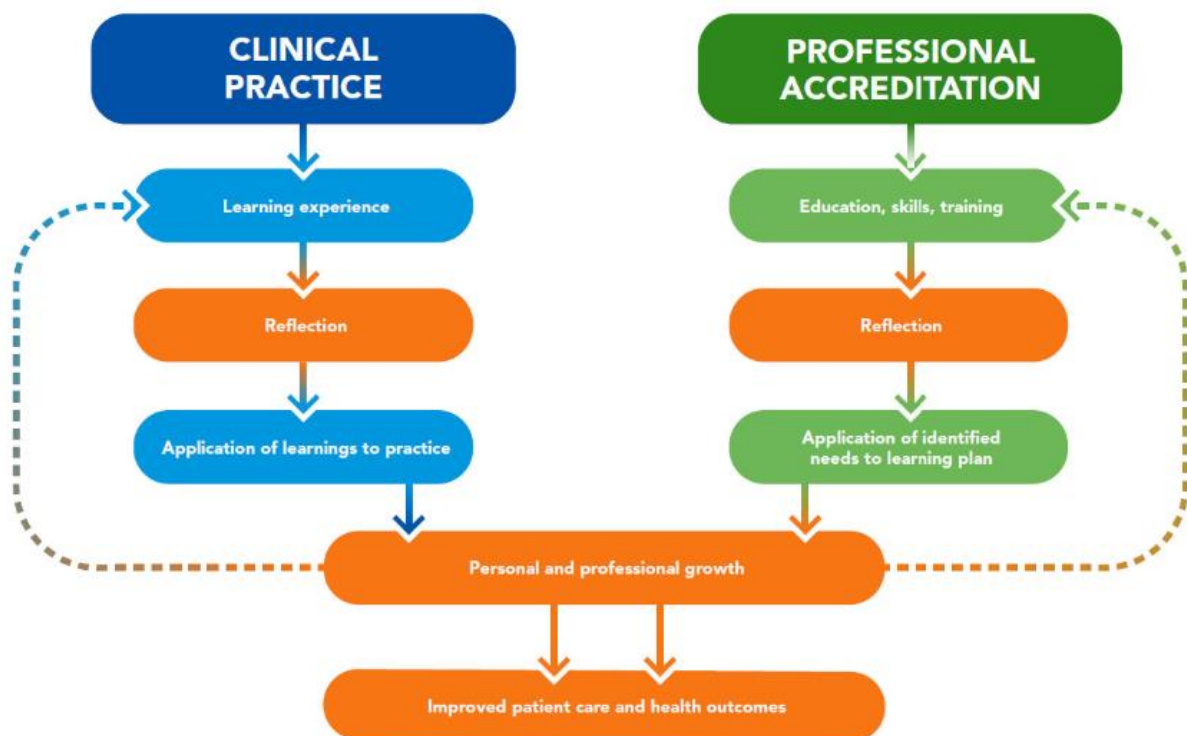 CLINICAL
PRACTICE
PROFESSIONAL
ACCREDITATION
Learning experience
Education, skills, training
Reflection
Reflection
Application of learnings to practice
Application of identified
needs to learning plan
Personal and professional growth
Improved patient care and health outcomes